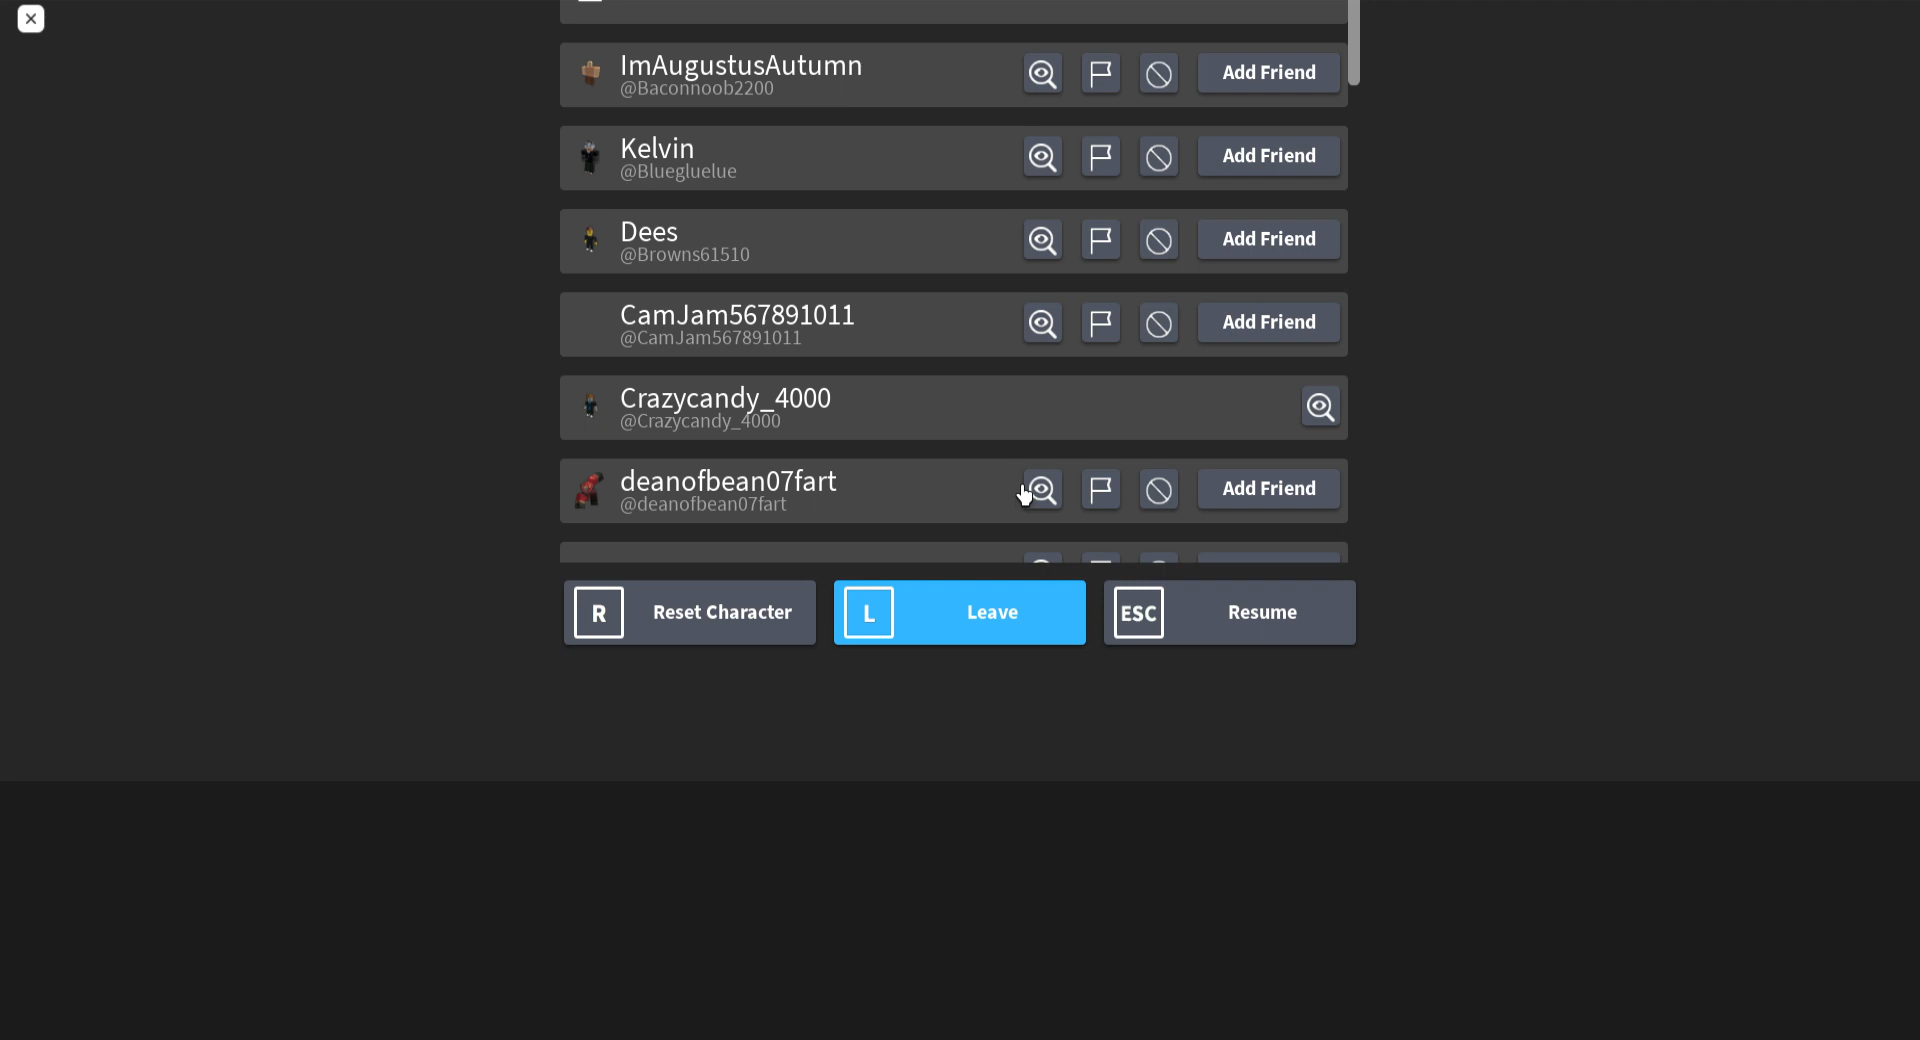 ImAugustusAutumn
@Baconnoob2200
Add Friend
Kelvin
@Bluegluelue
Add Friend
Dees
@Browns61510
Add Friend
CamJam567891011
@CamJam567891011
Add Friend
Crazycandy_4000
@Crazycandy_4000
deanofbean07fart
@deanofbean07fart
Add Friend
R Reset Character
L Leave
ESC Resume